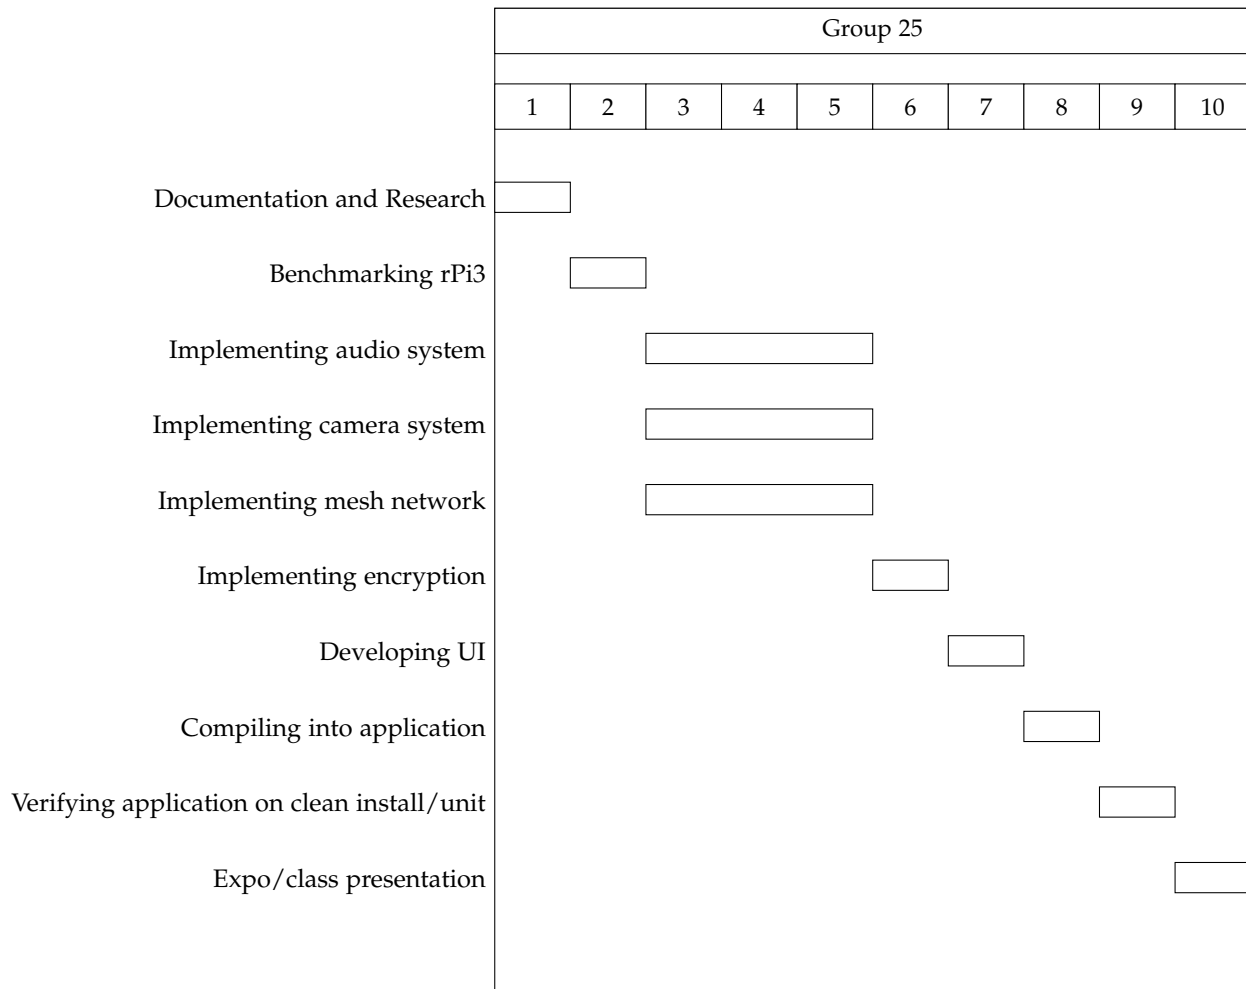 Group 25
1 2 3 4 5 6 7 8 9 10
Documentation and Research
Benchmarking rPi3
Implementing audio system
Implementing camera system
Implementing mesh network
Implementing encryption
Developing UI
Compiling into application
Verifying application on clean install/unit
Expo/class presentation